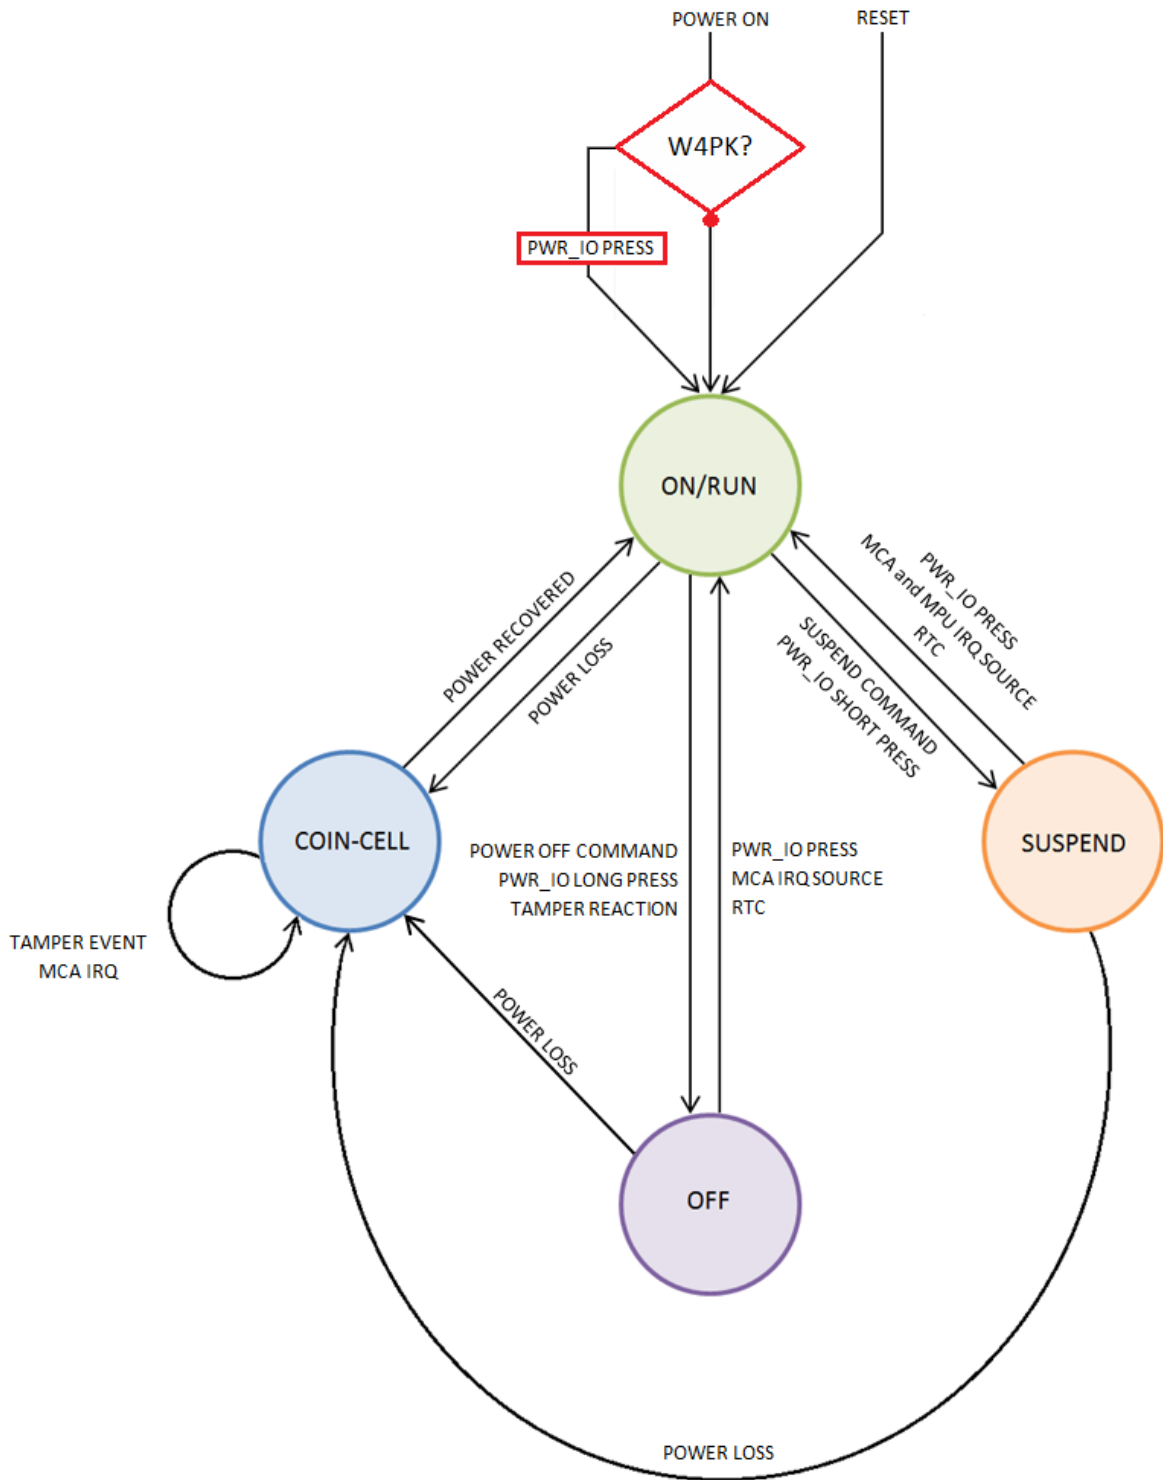 POWER ON
RESET
W4PK?
PWR_IO PRESS
ON/RUN
POWER RECOVERED
POWER LOSS
PWR_IO PRESS
MCA and MPU IRQ SOURCE
RTC
SUSPEND COMMAND
PWR_IO SHORT PRESS
COIN-CELL
SUSPEND
POWER OFF COMMAND
PWR_IO LONG PRESS
TAMPER REACTION
PWR_IO PRESS
MCA IRQ SOURCE
RTC
TAMPER EVENT
MCA IRQ
POWER LOSS
OFF
POWER LOSS